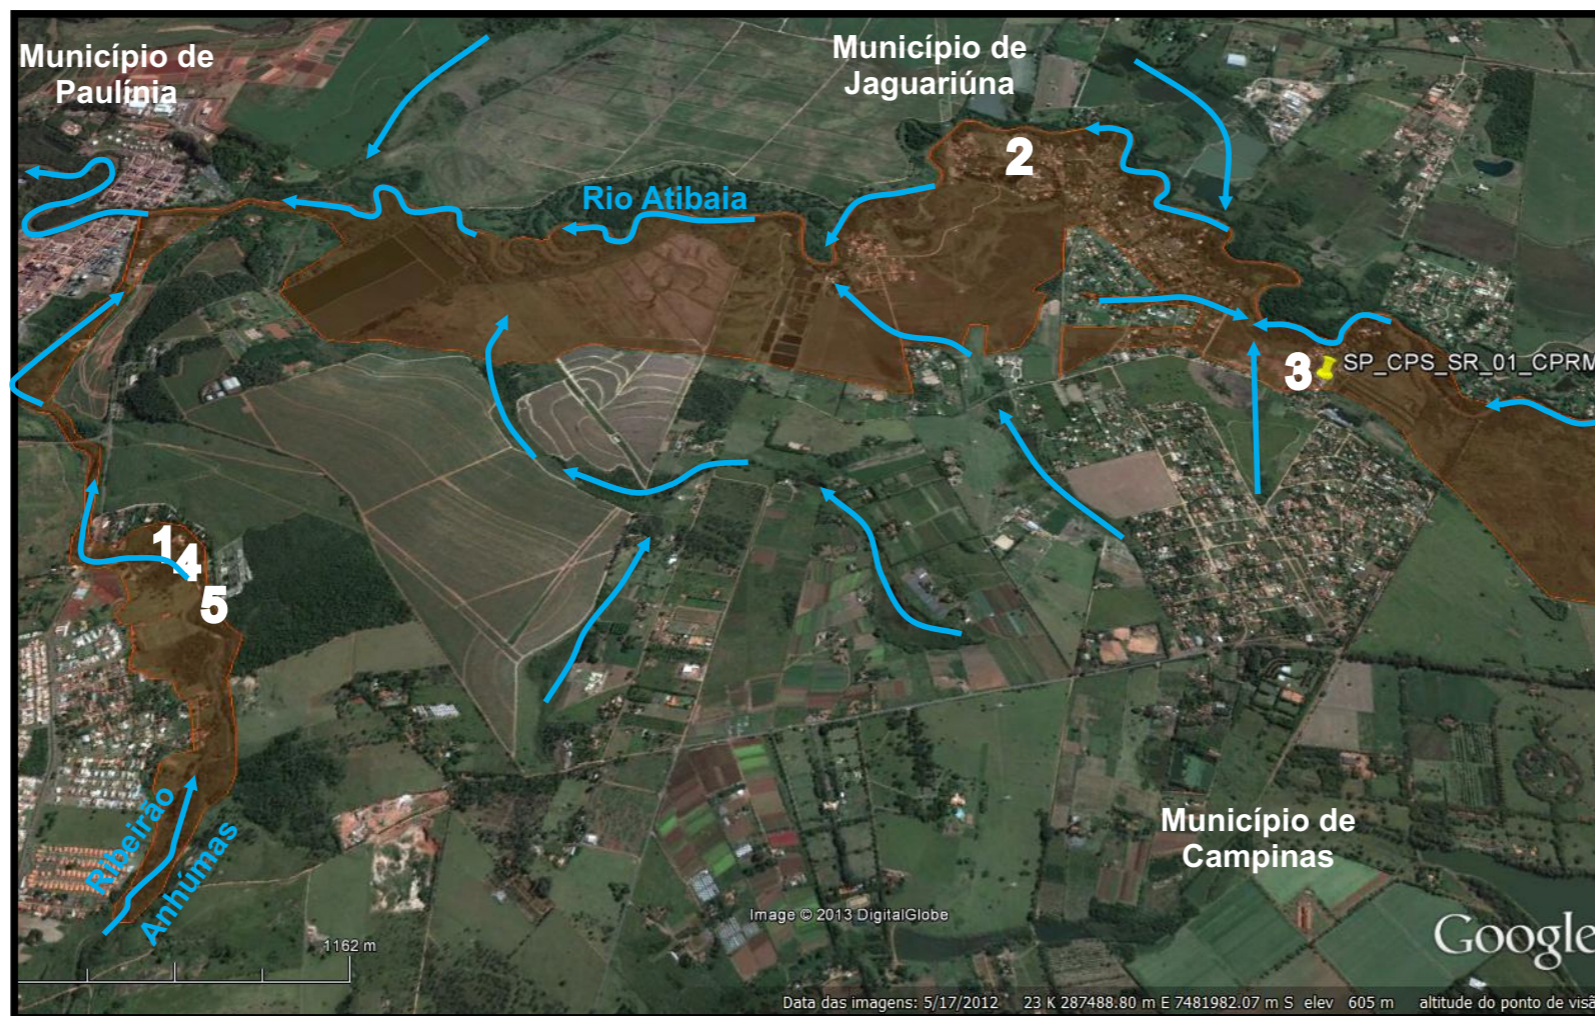 Município de
Paulínia
Município de
Jaguariúna
2
Rio Atibaia
3
SP_CPS_SR_01_CPRM
1
4
5
Ribeirão
Anhúmas
Município de
Campinas
Image © 2013 DigitalGlobe
1162 m
Google
Data das imagens: 5/17/2012 23 K 287488.80 m E 7481982.07 m S elev 605 m altitude do ponto de visã